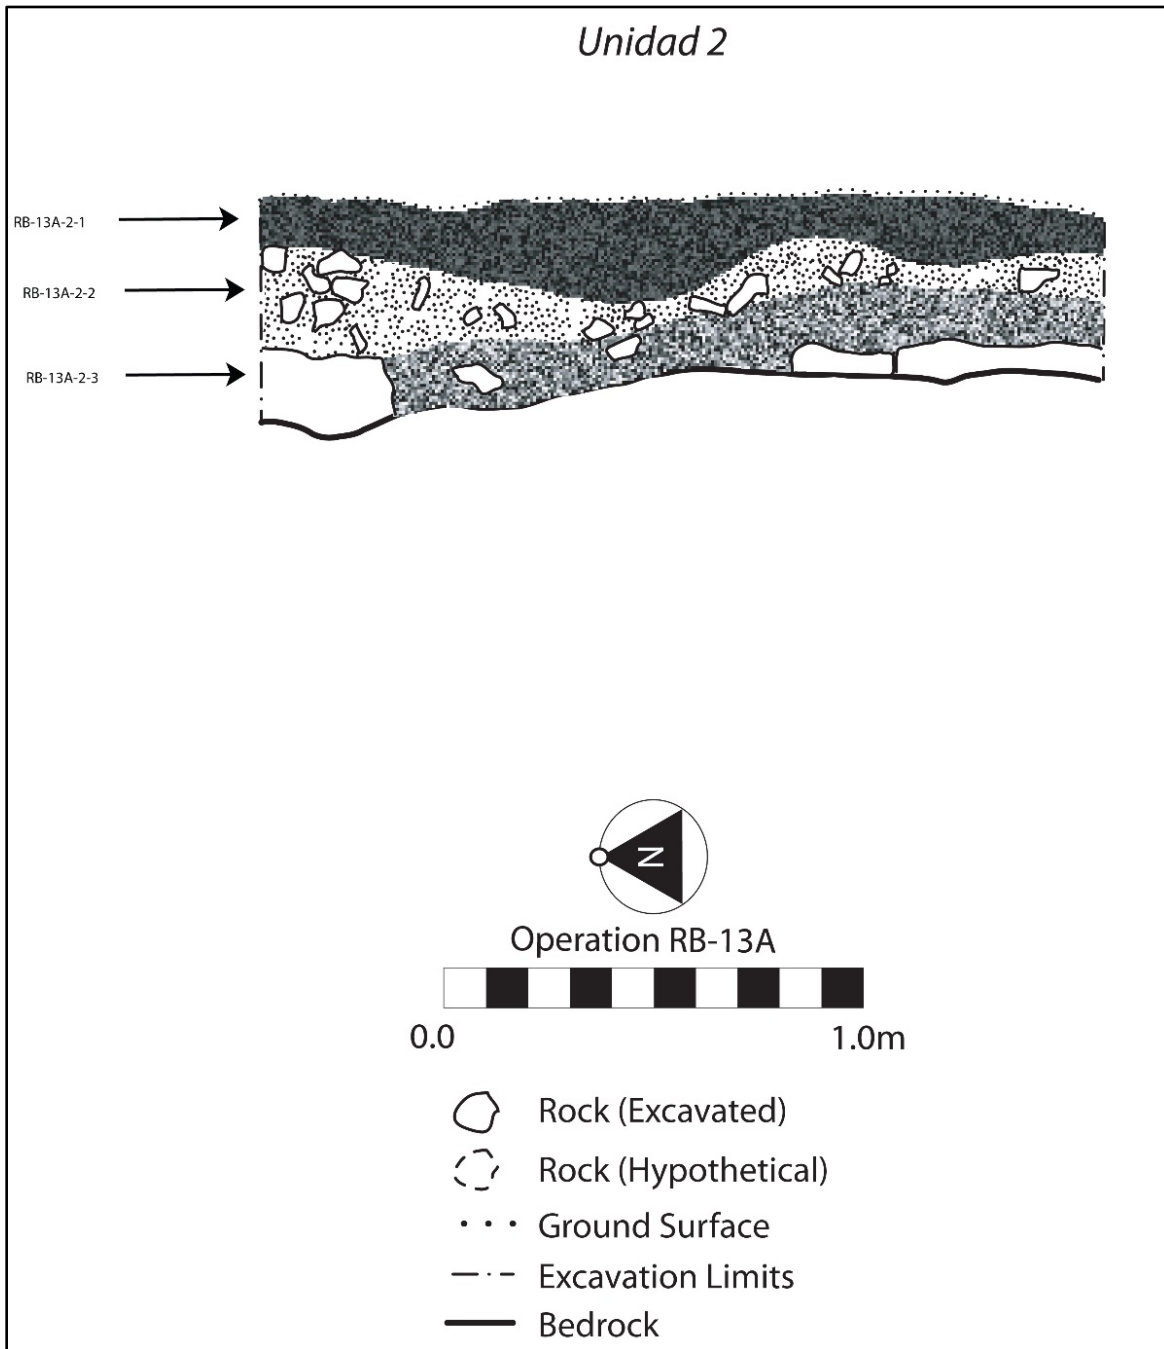 Unidad 2
RB-13A-2-1
RB-13A-2-2
RB-13A-2-3
N
Operation RB-13A
0.0 1.0m
Rock (Excavated)
Rock (Hypothetical)
Ground Surface
Excavation Limits
Bedrock